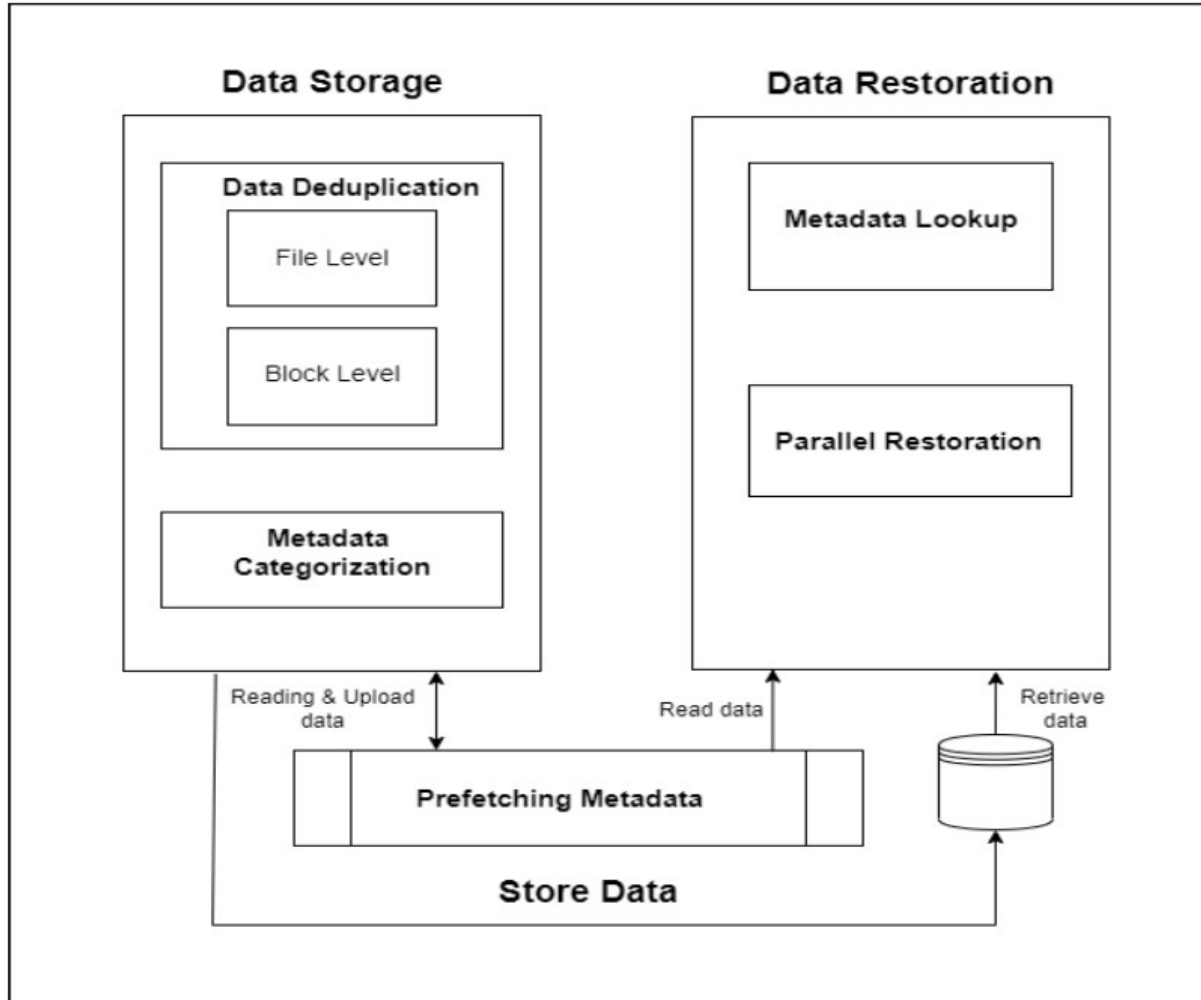 Data Storage
Data Deduplication
File Level
Block Level
Metadata
Categorization
Data Restoration
Metadata Lookup
Parallel Restoration
Reading & Upload
data
Read data
Retrieve
data
Prefetching Metadata
Store Data